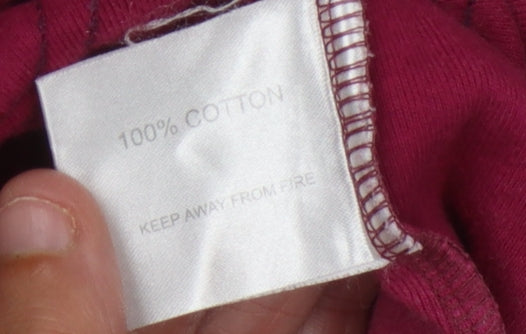 100% COTTON
KEEP AWAY FROM FIRE